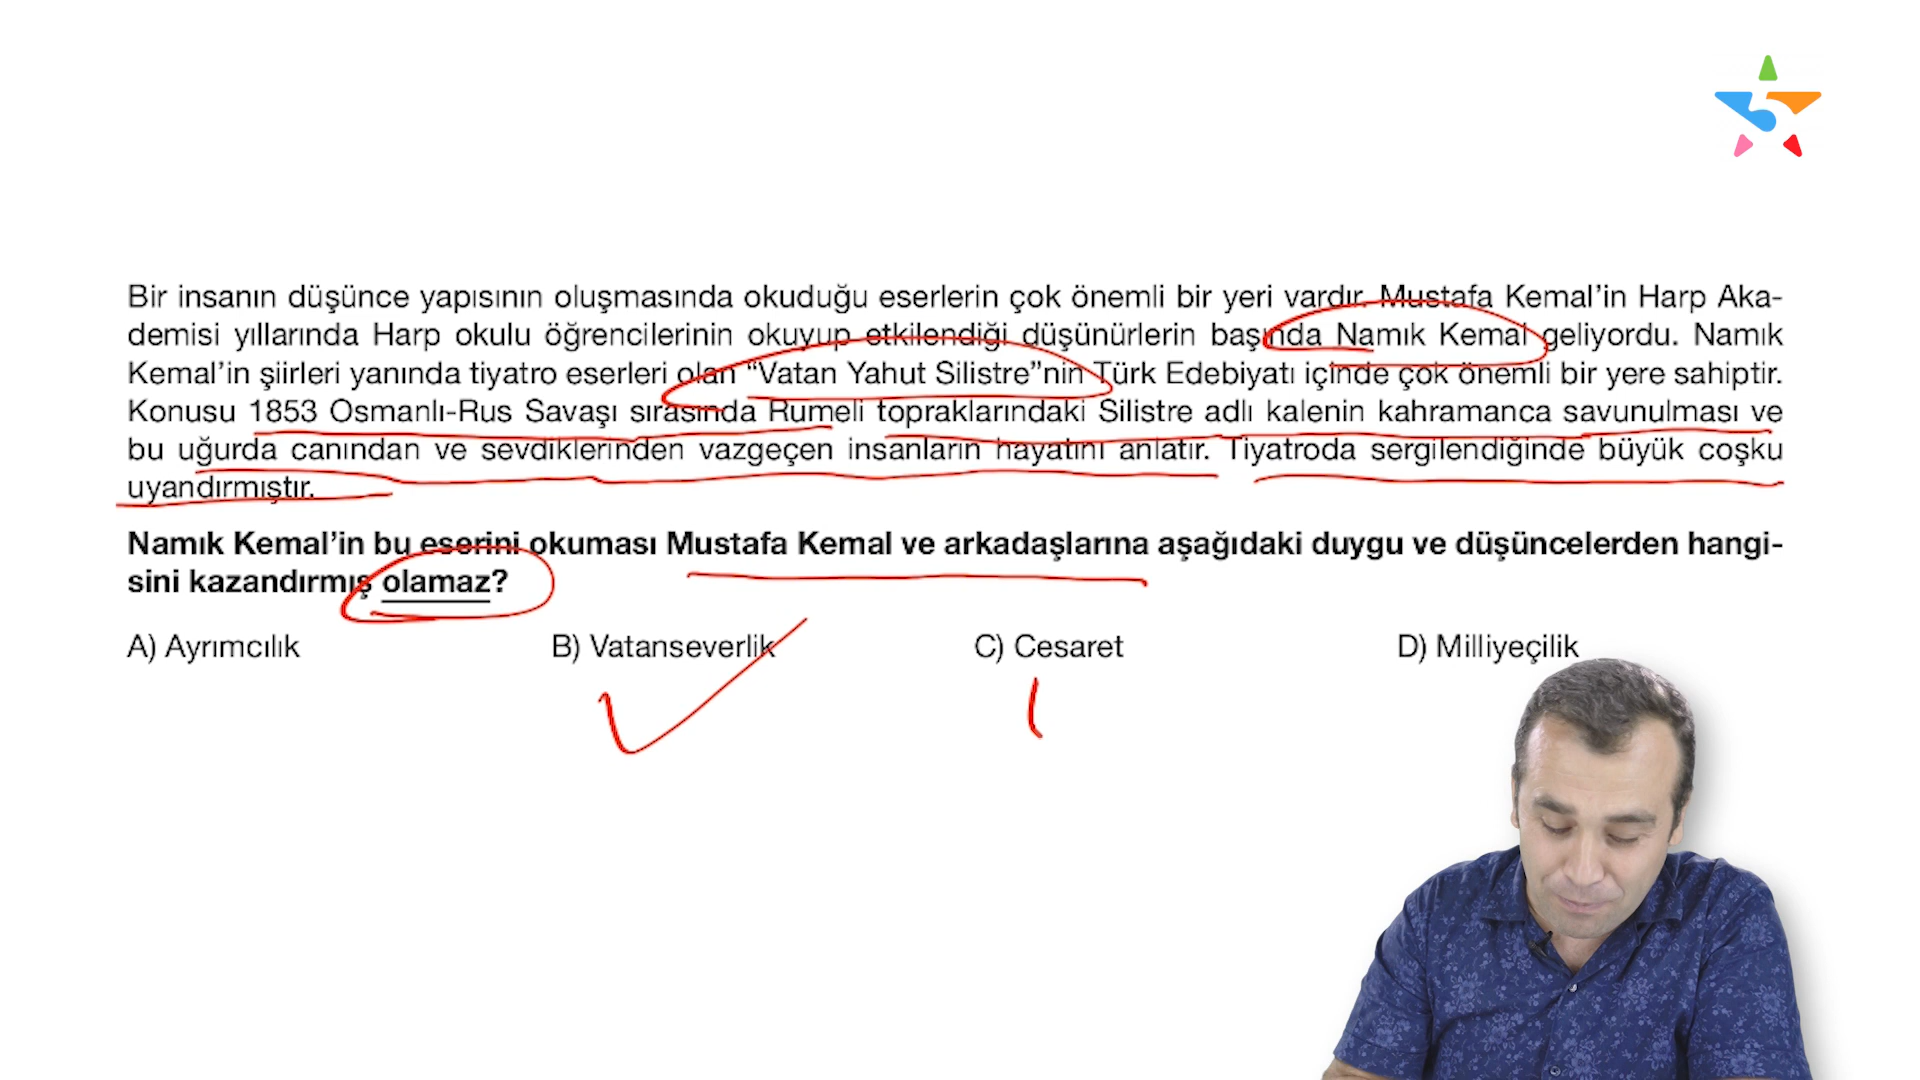 Bir insanın düşünce yapısının oluşmasında okuduğu eserlerin çok önemli bir yeri vardır. Mustafa Kemal’in Harp Aka-
demisi yıllarında Harp okulu öğrencilerinin okuyup etkilendiği düşünürlerin başında Namık Kemal geliyordu. Namık
Kemal’in şiirleri yanında tiyatro eserleri olan “Vatan Yahut Silistre”nin Türk Edebiyatı içinde çok önemli bir yere sahiptir.
Konusu 1853 Osmanlı-Rus Savaşı sırasında Rumeli topraklarındaki Silistre adlı kalenin kahramanca savunulması ve
bu uğurda canından ve sevdiklerinden vazgeçen insanların hayatını anlatır. Tiyatroda sergilendiğinde büyük coşku
uyandırmıştır.
Namık Kemal’in bu eserini okuması Mustafa Kemal ve arkadaşlarına aşağıdaki duygu ve düşüncelerden hangi-
sini kazandırmış olamaz?
A) Ayrımcılık B) Vatanseverlik C) Cesaret D) Milliyeçilik